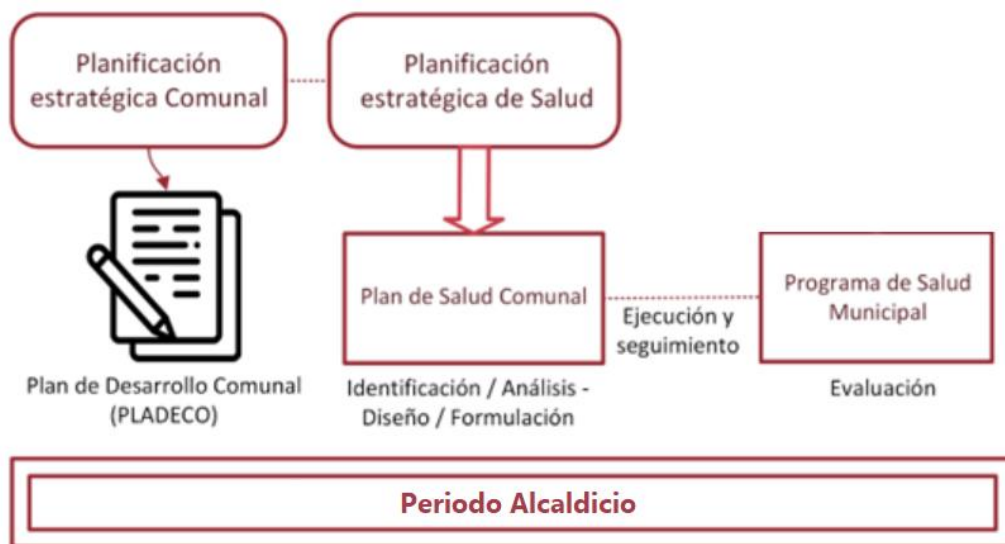 Planificación
estratégica Comunal
Planificación
estratégica de Salud
Plan de Salud Comunal
Programa de Salud
Municipal
Ejecución y
seguimiento
Plan de Desarrollo Comunal
(PLADECO)
Identificación / Análisis -
Diseño / Formulación
Evaluación
Periodo Alcaldicio